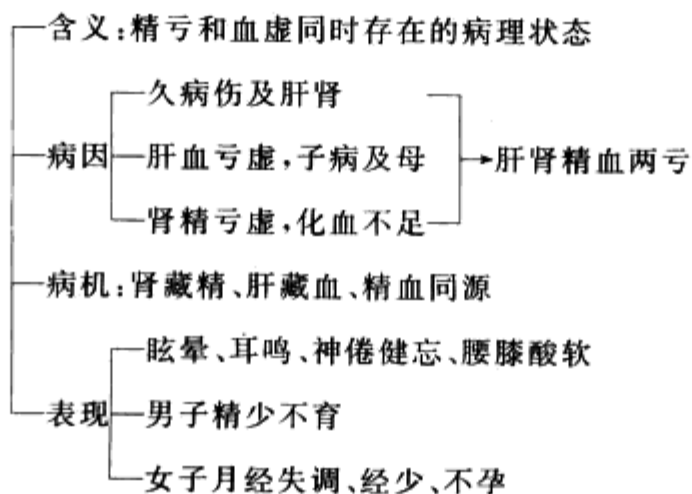 含义：精亏和血虚同时存在的病理状态
久病伤及肝肾
病因
肝血亏虚，子病及母
肝肾精血两亏
肾精亏虚，化血不足
病机：肾藏精、肝藏血、精血同源
眩晕、耳鸣、神倦健忘、腰膝酸软
表现
男子精少不育
女子月经失调、经少、不孕